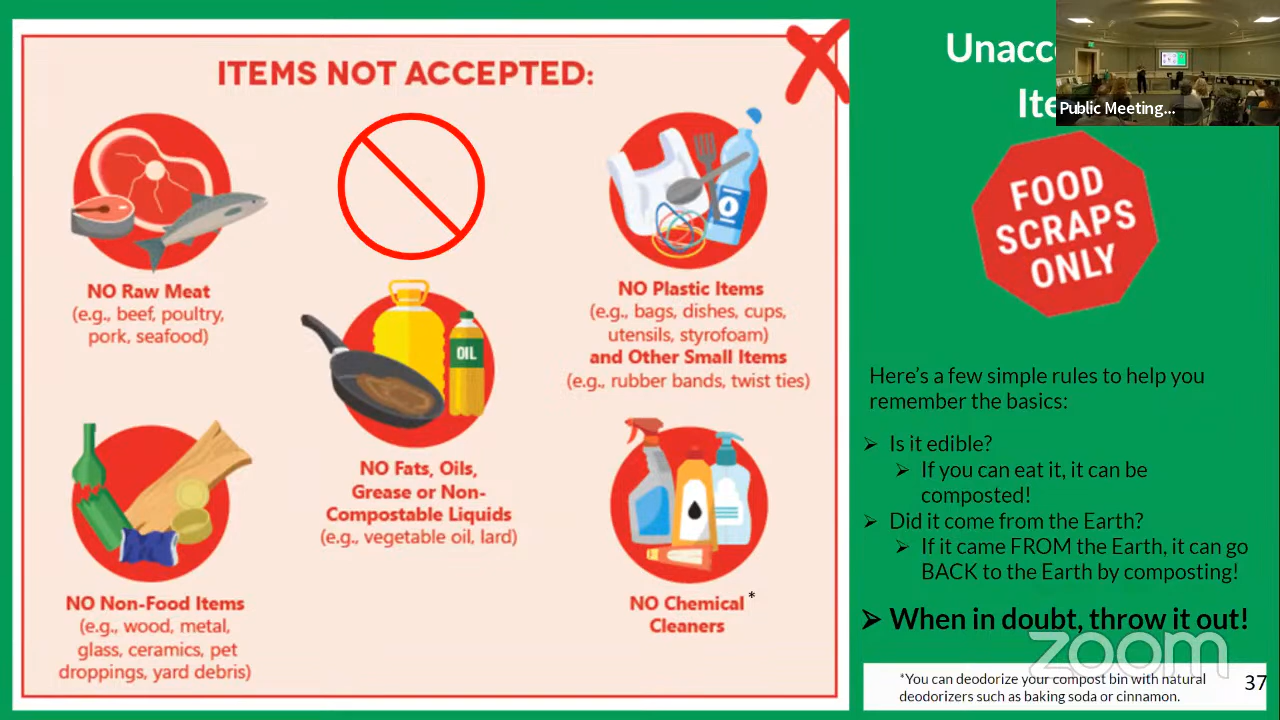 ITEMS NOT ACCEPTED:
NO Raw Meat
(e.g., beef, poultry,
pork, seafood)
OIL
NO Fats, Oils,
Grease or Non-
Compostable Liquids
(e.g., vegetable oil, lard)
NO Plastic Items
(e.g., bags, dishes, cups,
utensils, styrofoam)
and Other Small Items
(e.g., rubber bands, twist ties)
NO Non-Food Items
(e.g., wood, metal,
glass, ceramics, pet
droppings, yard debris)
NO Chemical *
Cleaners
Public Meeting...
FOOD
SCRAPS
ONLY
Here's a few simple rules to help you
remember the basics:
➢ Is it edible?
➢ If you can eat it, it can be
composted!
➢ Did it come from the Earth?
➢ If it came FROM the Earth, it can go
BACK to the Earth by composting!
➢ When in doubt, throw it out!
zoom
*You can deodorize your compost bin with natural
deodorizers such as baking soda or cinnamon.
37